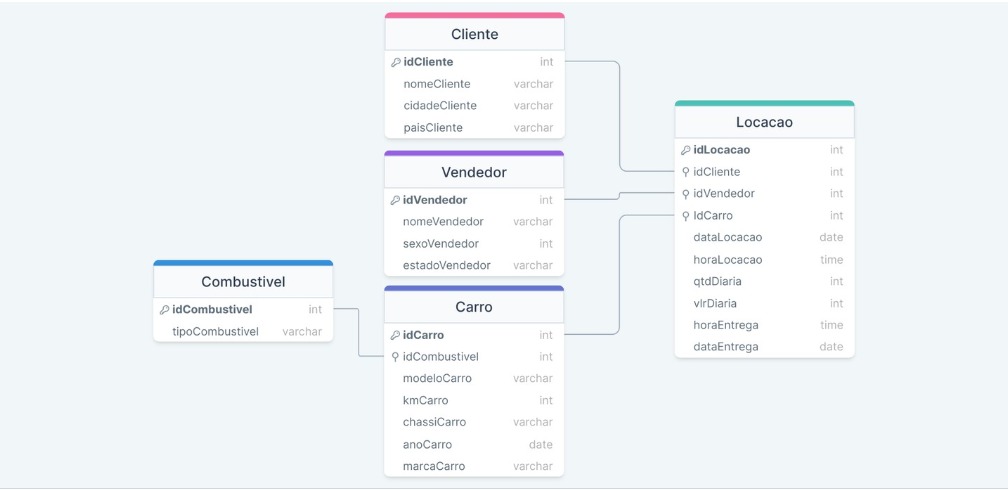 Cliente
idCliente int
nomeCliente varchar
cidadeCliente varchar
paisCliente varchar
Vendedor
idVendedor int
nomeVendedor varchar
sexoVendedor int
estadoVendedor varchar
Combustivel
idCombustivel int
tipoCombustivel varchar
Carro
idCarro int
idCombustivel int
modeloCarro varchar
kmCarro int
chassiCarro varchar
anoCarro date
marcaCarro varchar
Locacao
idLocacao int
idCliente int
idVendedor int
IdCarro int
dataLocacao date
horaLocacao time
qtdDiaria int
vlrDiaria int
horaEntrega time
dataEntrega date